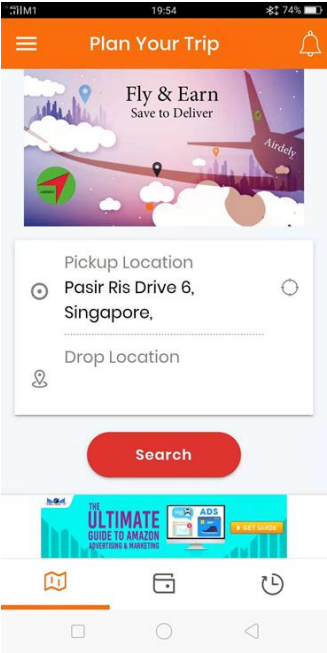 M1
19:54
74%
Plan Your Trip
Fly & Earn
Save to Deliver
Airdely
Pickup Location
Pasir Ris Drive 6,
Singapore,
Drop Location
Search
THE
ULTIMATE
GUIDE TO AMAZON
ADVERTISING & MARKETING
ADS
GET GUIDE